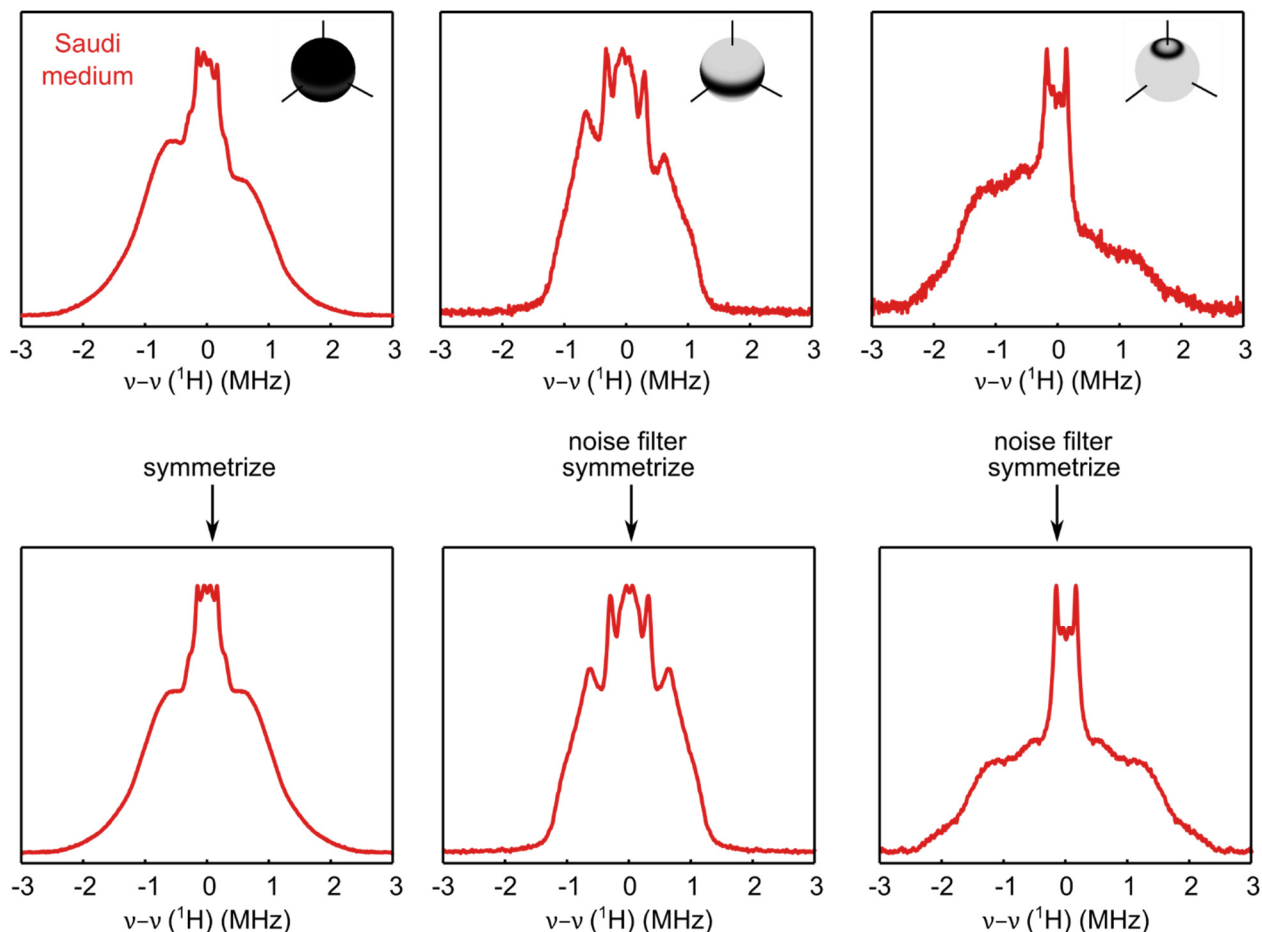 Saudi
medium
-3 -2 -1 0 1 2 3
ν–ν (¹H) (MHz)
-3 -2 -1 0 1 2 3
ν–ν (¹H) (MHz)
-3 -2 -1 0 1 2 3
ν–ν (¹H) (MHz)
symmetrize
noise filter
symmetrize
noise filter
symmetrize
-3 -2 -1 0 1 2 3
ν–ν (¹H) (MHz)
-3 -2 -1 0 1 2 3
ν–ν (¹H) (MHz)
-3 -2 -1 0 1 2 3
ν–ν (¹H) (MHz)